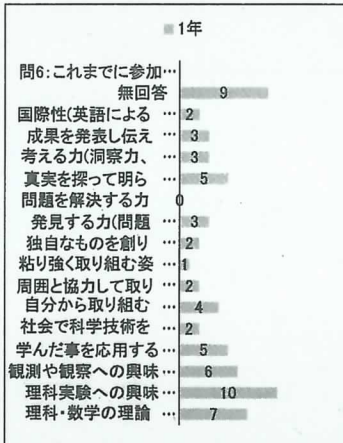 1年
問6:これまでに参加…
無回答 9
国際性(英語による … 2
成果を発表し伝え … 3
考える力(洞察力、 … 3
真実を探って明ら … 5
問題を解決する力 0
発見する力(問題 … 3
独自なものを創り … 2
粘り強く取り組む姿 … 1
周囲と協力して取り … 2
自分から取り組む … 4
社会で科学技術を … 2
学んだ事を応用する … 5
観測や観察への興味 … 6
理科実験への興味 … 10
理科・数学の理論 … 7